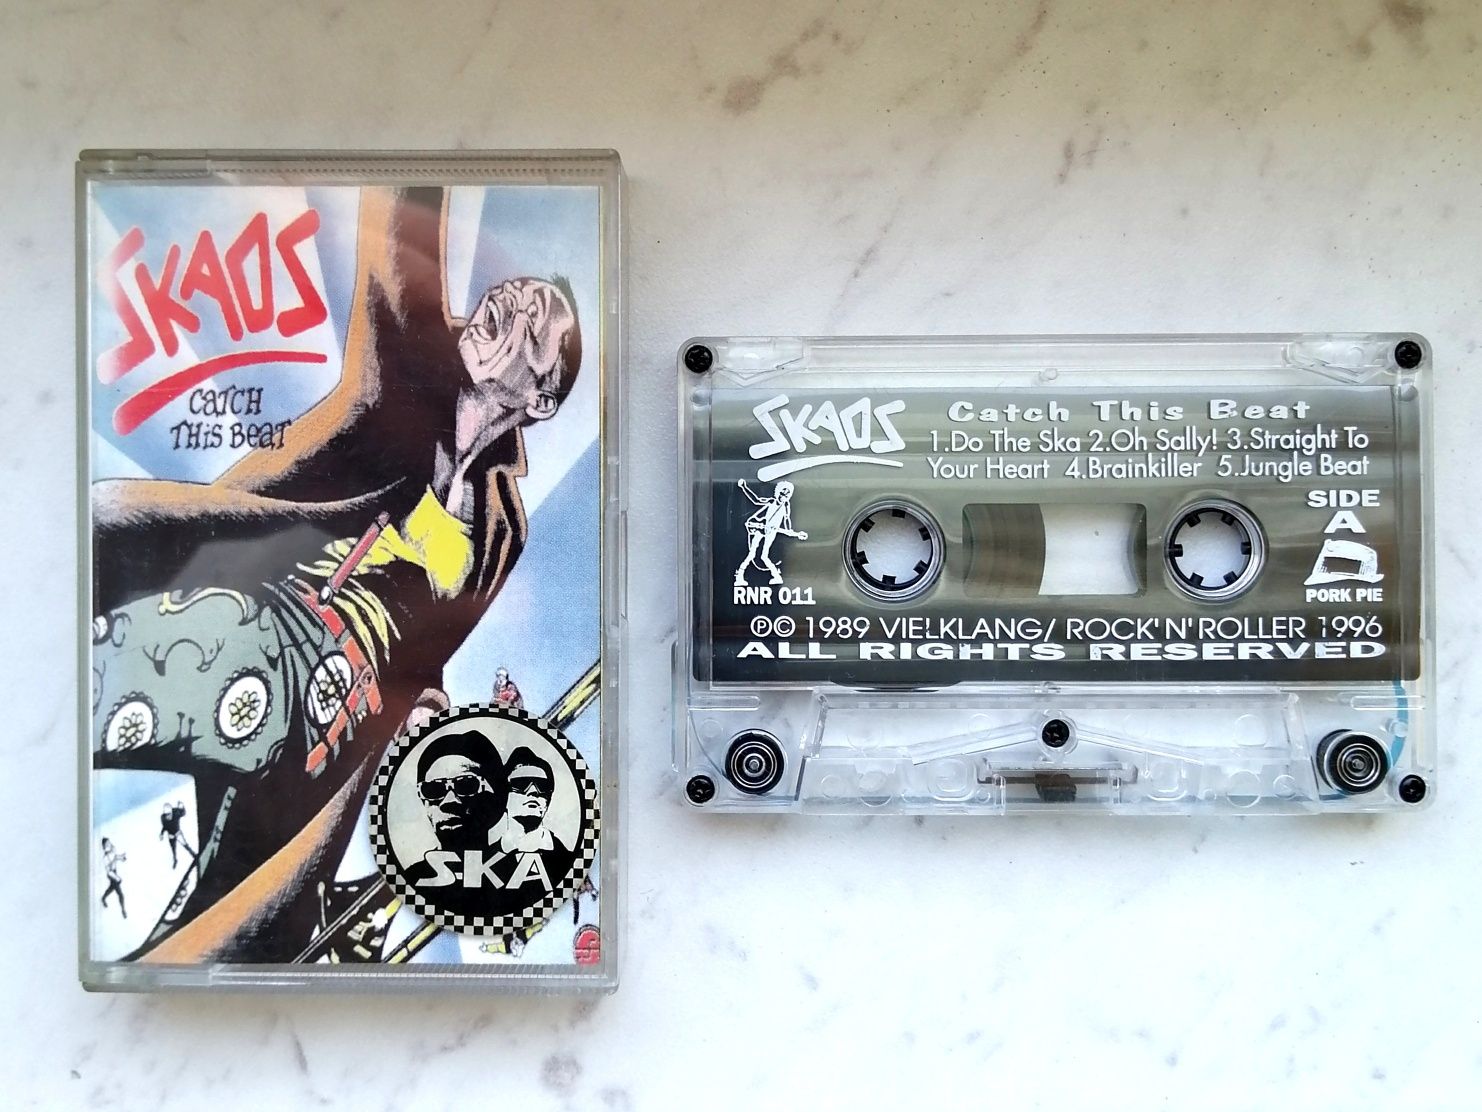 SKAOS
CATCH
THIS BEAT
SKA
SKAOS
Catch This Beat
1.Do The Ska 2.Oh Sally! 3.Straight To
Your Heart 4.Brainkiller 5.Jungle Beat
SIDE
A
RNR 011
PORK PIE
℗© 1989 VIELKLANG/ ROCK'N'ROLLER 1996
ALL RIGHTS RESERVED